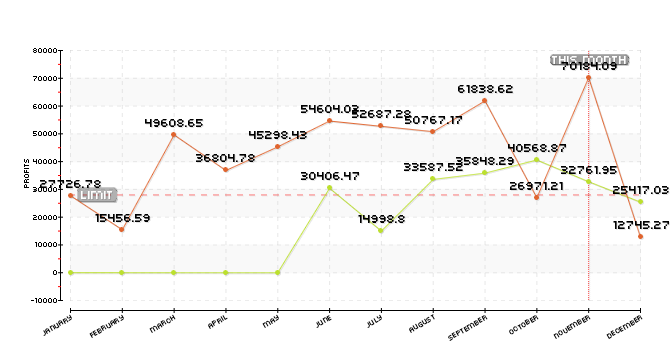 80000
THIS MONTH
70184.09
70000
61838.62
60000
54604.03
52687.28
50767.17
49608.65
50000
45298.43
40568.87
40000
36804.78
35848.29
33587.52
32761.95
30406.47
30000
27726.78
LIMIT
26971.21
25417.03
20000
15456.59
14998.8
12745.27
10000
0
-10000
PROFITS
JANUARY
FEBRUARY
MARCH
APRIL
MAY
JUNE
JULY
AUGUST
SEPTEMBER
OCTOBER
NOVEMBER
DECEMBER